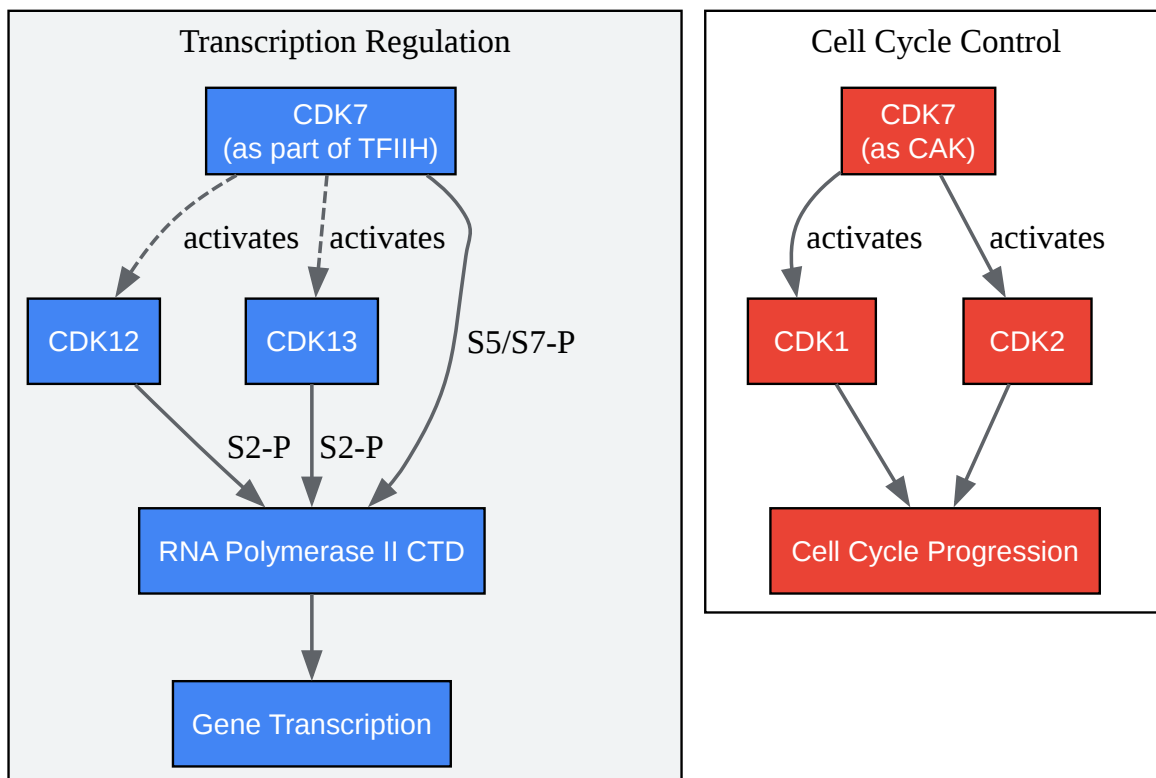 Transcription Regulation
CDK7
(as part of TFIIH)
activates
activates
CDK12
CDK13
S5/S7-P
S2-P
S2-P
RNA Polymerase II CTD
Gene Transcription
Cell Cycle Control
CDK7
(as CAK)
activates
activates
CDK1
CDK2
Cell Cycle Progression